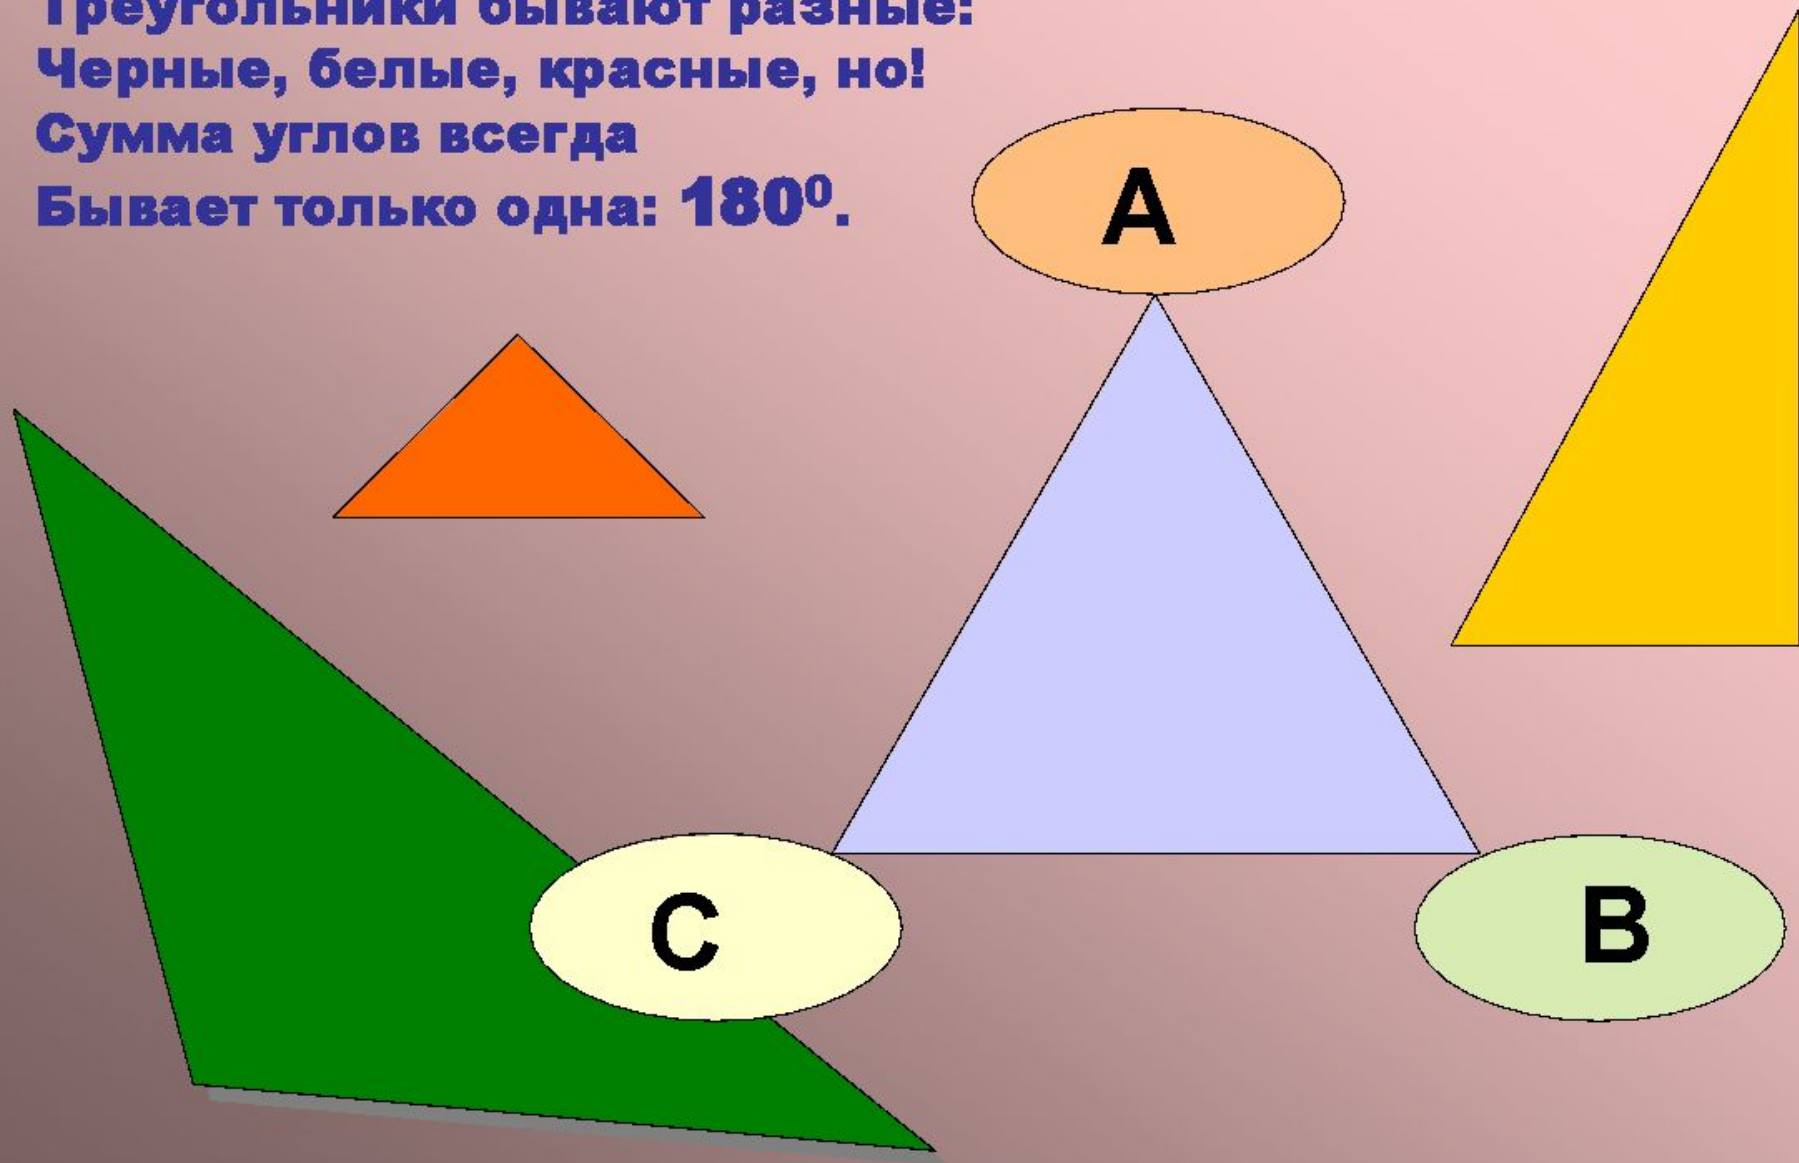 Треугольники бывают разные:
Черные, белые, красные, но!
Сумма углов всегда
Бывает только одна: 180⁰.
А
С
В